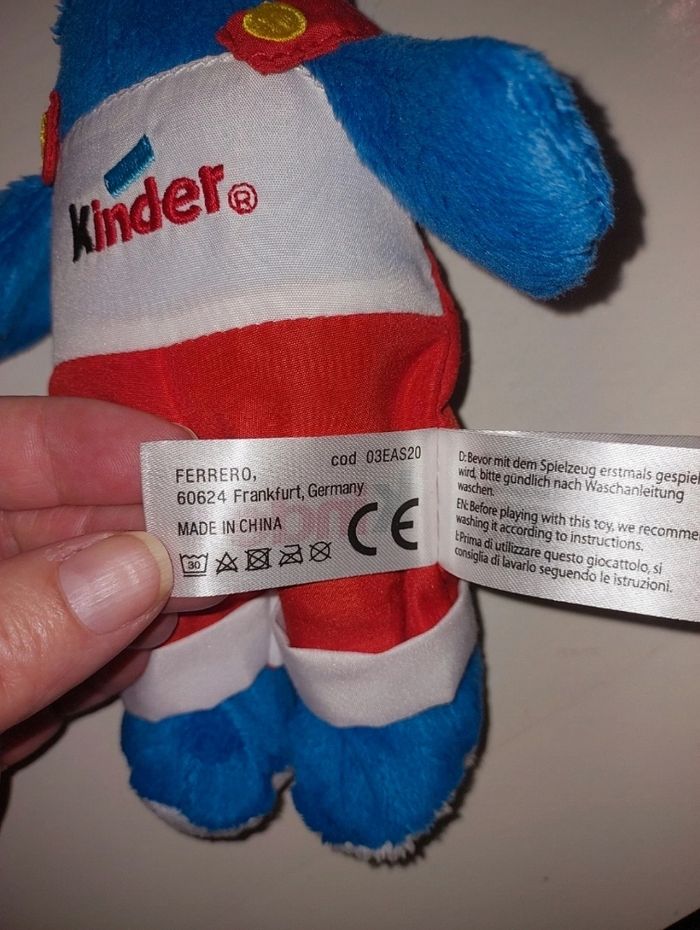 Kinder®
cod 03EAS20
FERRERO,
60624 Frankfurt, Germany
MADE IN CHINA
30
CE
D:Bevor mit dem Spielzeug erstmals gespiel
wird, bitte gündlich nach Waschanleitung
waschen.
EN:Before playing with this toy, we recomme
washing it according to instructions.
I:Prima di utilizzare questo giocattolo, si
consiglia di lavarlo seguendo le istruzioni.